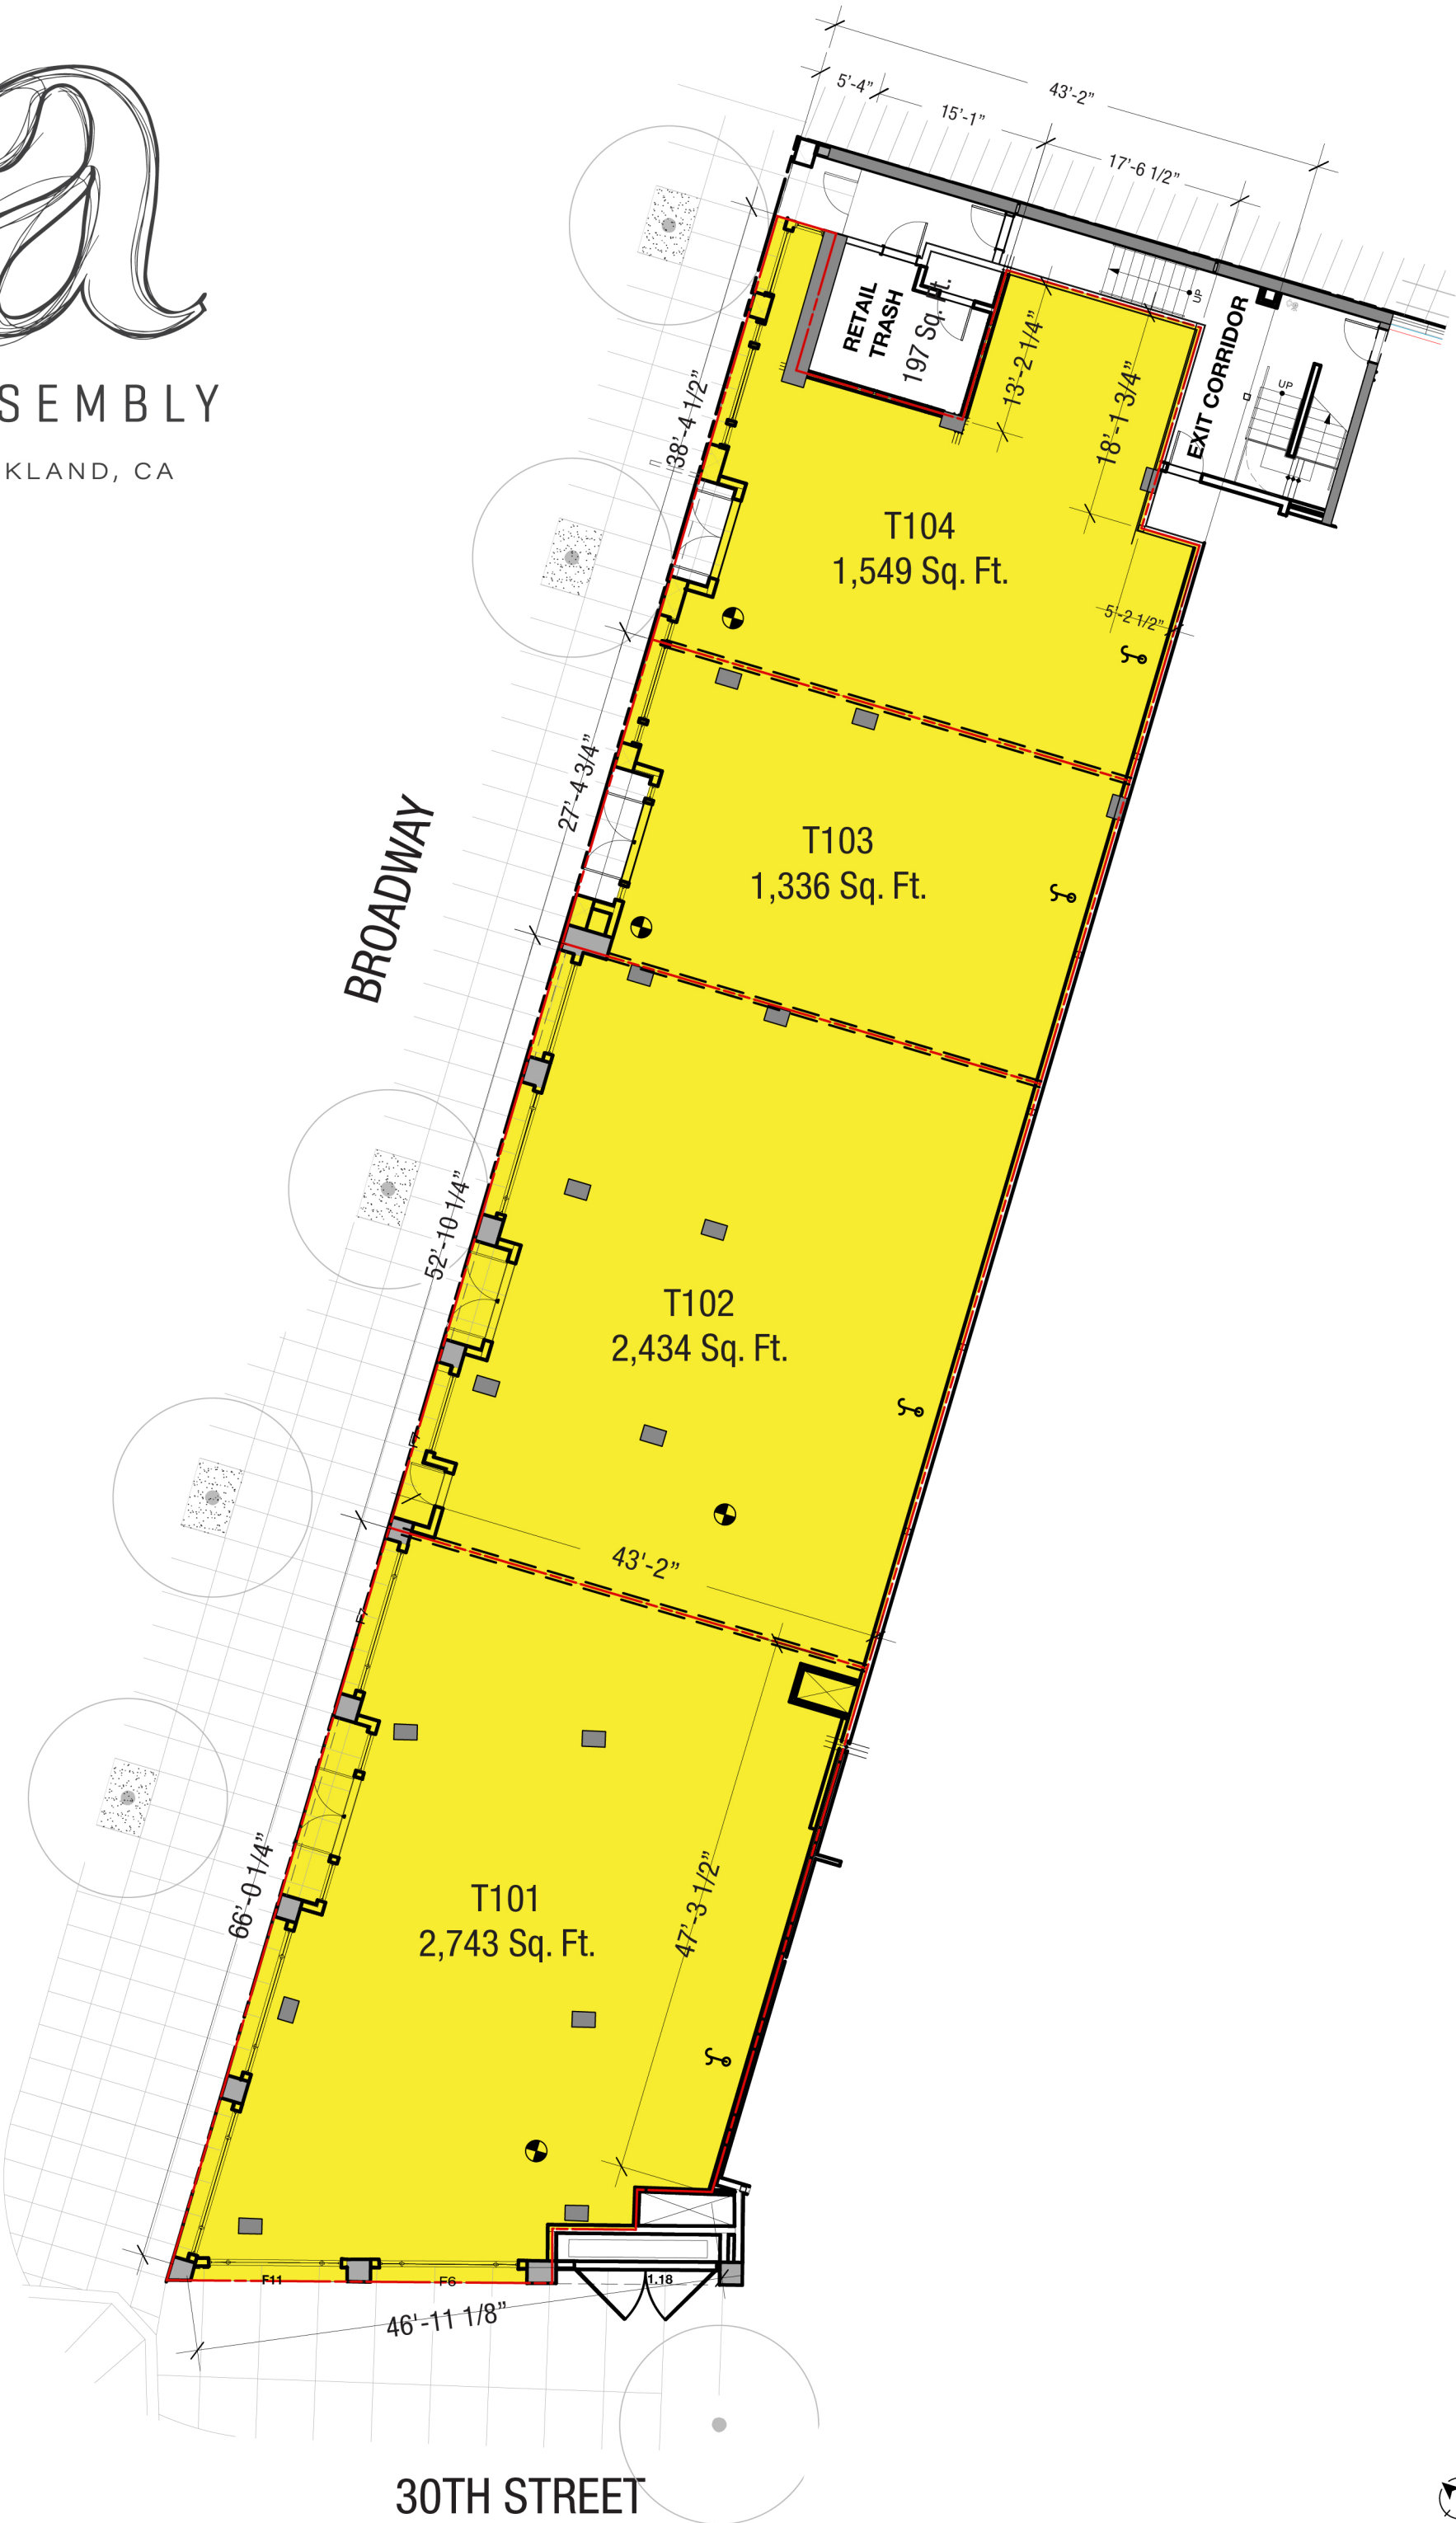 SEMBLY
KLAND, CA
43’-2”
5’-4”
15’-1”
17’-6 1/2”
RETAIL
TRASH
197 Sq. Ft.
13’-2 1/4”
18’-1 3/4”
UP
EXIT CORRIDOR
UP
38’-4 1/2”
T104
1,549 Sq. Ft.
5’-2 1/2”
27’-4 3/4”
T103
1,336 Sq. Ft.
BROADWAY
52’-10 1/4”
T102
2,434 Sq. Ft.
43'-2”
66’-0 1/4”
T101
2,743 Sq. Ft.
47’-3 1/2”
F11
F6
1.18
46'-11 1/8”
30TH STREET